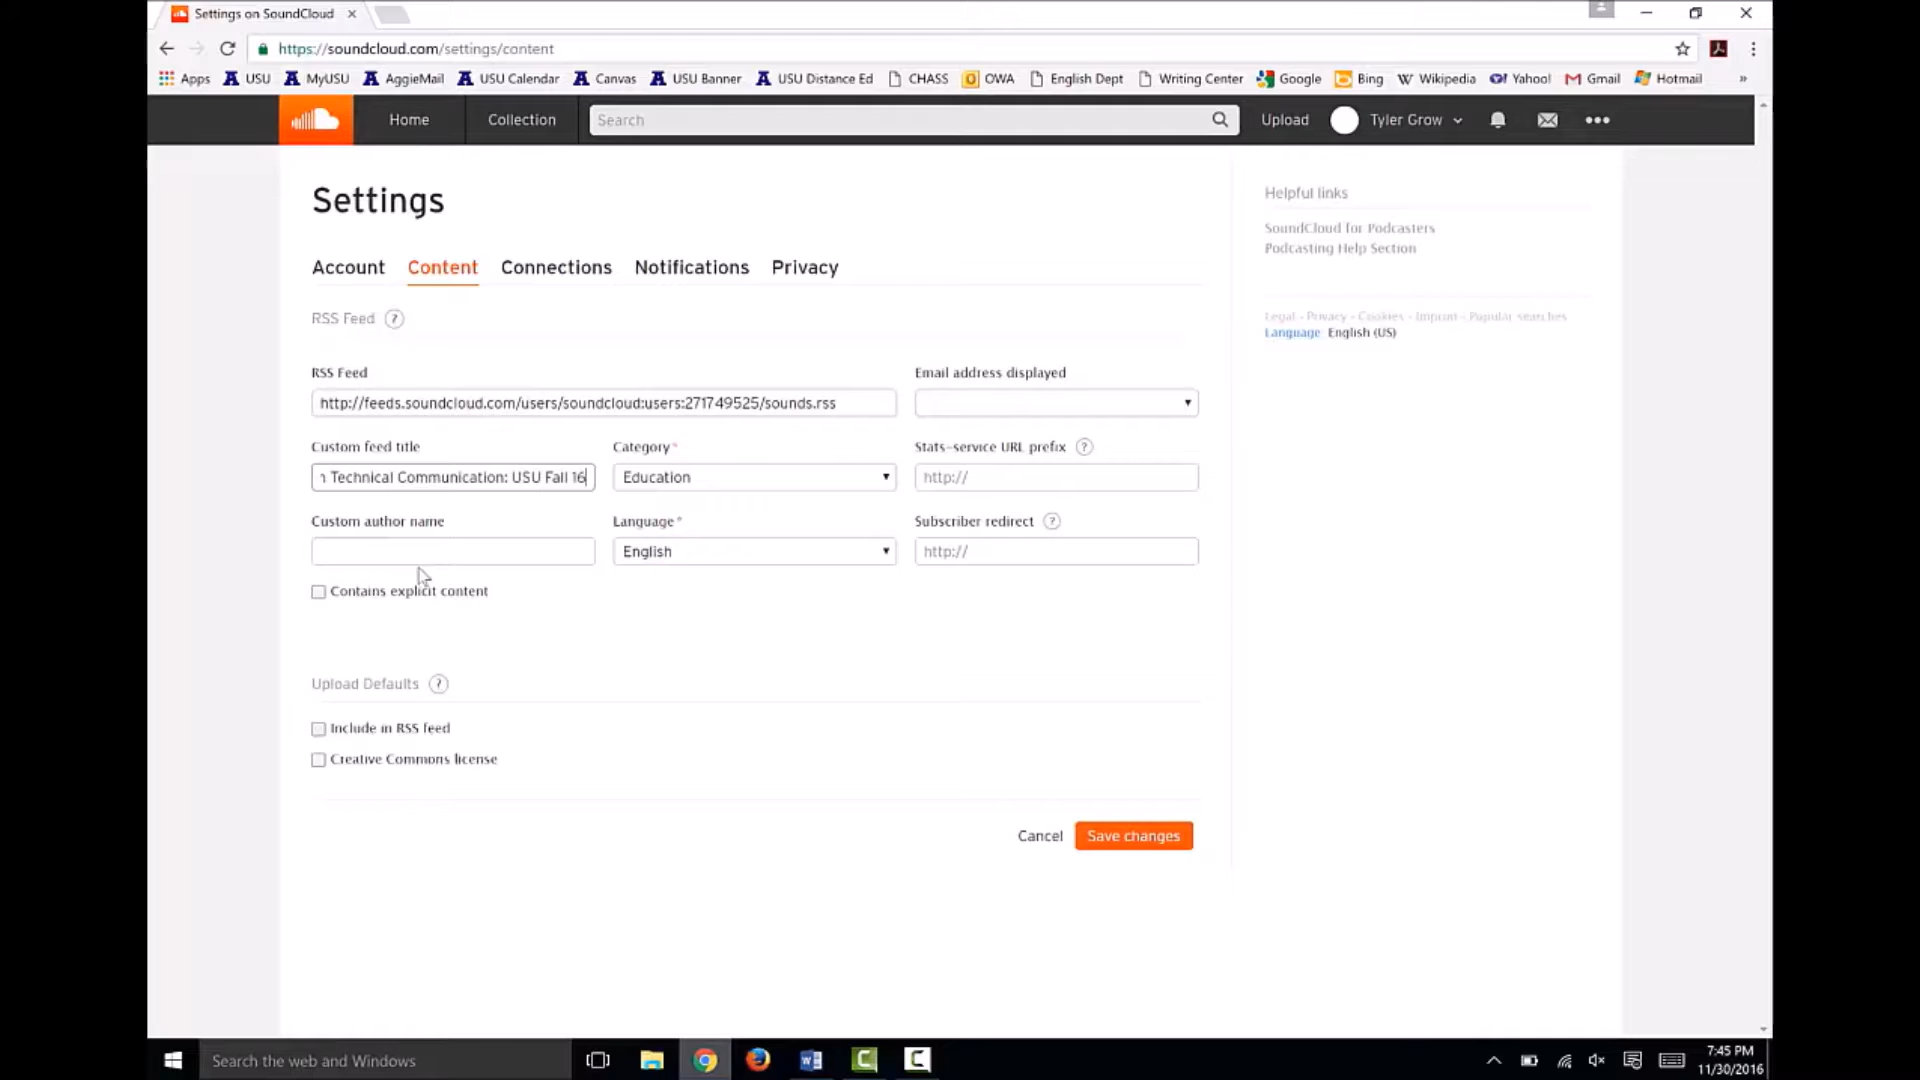 Settings on SoundCloud
https://soundcloud.com/settings/content
Apps USU MyUSU AggieMail USU Calendar Canvas USU Banner USU Distance Ed CHASS OWA English Dept Writing Center Google Bing Wikipedia Yahoo! Gmail Hotmail »
Home Collection Search Upload Tyler Grow
Settings
Account Content Connections Notifications Privacy
RSS Feed ?
RSS Feed Email address displayed
http://feeds.soundcloud.com/users/soundcloud:users:271749525/sounds.rss
Custom feed title Category* Stats-service URL prefix ?
Technical Communication: USU Fall 16 Education http://
Custom author name Language* Subscriber redirect ?
English http://
Contains explicit content
Upload Defaults ?
Include in RSS feed
Creative Commons license
Cancel Save changes
Helpful links
SoundCloud for Podcasters
Podcasting Help Section
Legal - Privacy - Cookies - Imprint - Popular searches
Language: English (US)
Search the web and Windows
7:45 PM
11/30/2016